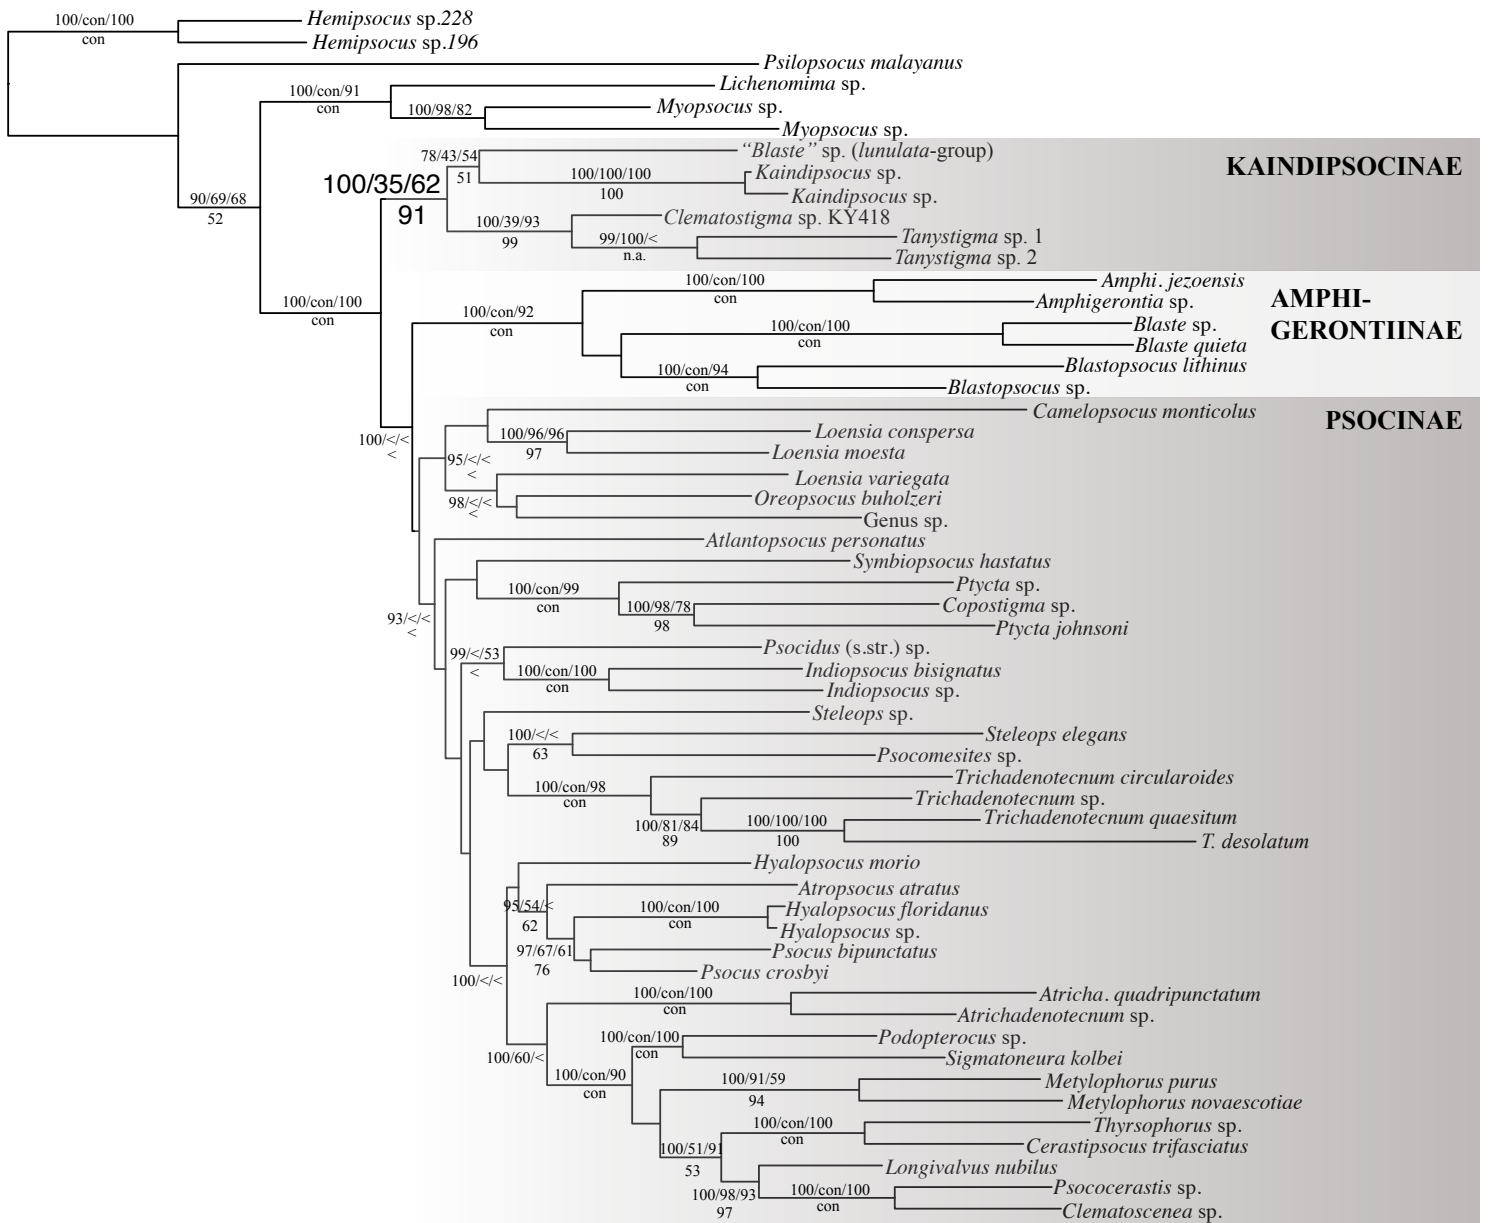 100/con/100
con
Hemipsocus sp.228
Hemipsocus sp.196
Psilopsocus malayanus
100/con/91
con
Lichenomima sp.
100/98/82
Myopsocus sp.
Myopsocus sp.
90/69/68
52
KAINDIPSOCINAE
78/43/54
51
“Blaste” sp. (lunulata-group)
100/100/100
100
Kaindipsocus sp.
Kaindipsocus sp.
100/35/62
91
100/39/93
99
Clematostigma sp. KY418
99/100/<
n.a.
Tanystigma sp. 1
Tanystigma sp. 2
100/con/100
con
AMPHI-
GERONTIINAE
100/con/92
con
100/con/100
con
Amphi. jezoensis
Amphigerontia sp.
100/con/100
con
Blaste sp.
Blaste quieta
100/con/94
con
Blastopsocus lithinus
Blastopsocus sp.
PSOCINAE
100/</<
<
Camelopsocus monticolus
100/96/96
97
Loensia conspersa
Loensia moesta
95/</<
<
98/</<
<
Loensia variegata
Oreopsocus buholzeri
Genus sp.
Atlantopsocus personatus
93/</<
<
Symbiopsocus hastatus
100/con/99
con
Ptycta sp.
100/98/78
98
Copostigma sp.
Ptycta johnsoni
99/</53
<
Psocidus (s.str.) sp.
100/con/100
con
Indiopsocus bisignatus
Indiopsocus sp.
Steleops sp.
100/</<
63
Steleops elegans
Psocomesites sp.
100/con/98
con
Trichadenotecnum circularoides
100/81/84
89
Trichadenotecnum sp.
100/100/100
100
Trichadenotecnum quaesitum
T. desolatum
Hyalopsocus morio
95/54/<
62
Atropsocus atratus
100/con/100
con
Hyalopsocus floridanus
Hyalopsocus sp.
97/67/61
76
Psocus bipunctatus
Psocus crosbyi
100/</<
100/con/100
con
Atricha. quadripunctatum
Atrichadenotecnum sp.
100/60/<
100/con/100
con
Podopterocus sp.
Sigmatoneura kolbei
100/con/90
con
100/91/59
94
Metylophorus purus
Metylophorus novaescotiae
100/con/100
con
Thyrsophorus sp.
Cerastipsocus trifasciatus
100/51/91
53
Longivalvus nubilus
100/98/93
97
100/con/100
con
Psococerastis sp.
Clematoscenea sp.